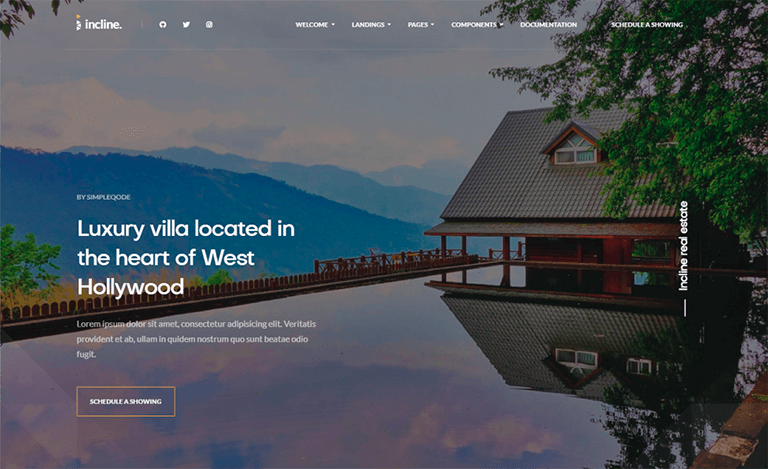 incline.
WELCOME LANDINGS PAGES COMPONENTS DOCUMENTATION SCHEDULE A SHOWING
BY SIMPLEQODE
Luxury villa located in
the heart of West
Hollywood
Lorem ipsum dolor sit amet, consectetur adipisicing elit. Veritatis
provident et ab, ullam in quidem nostrum quo sunt beatae odio
fugit.
SCHEDULE A SHOWING
Incline real estate